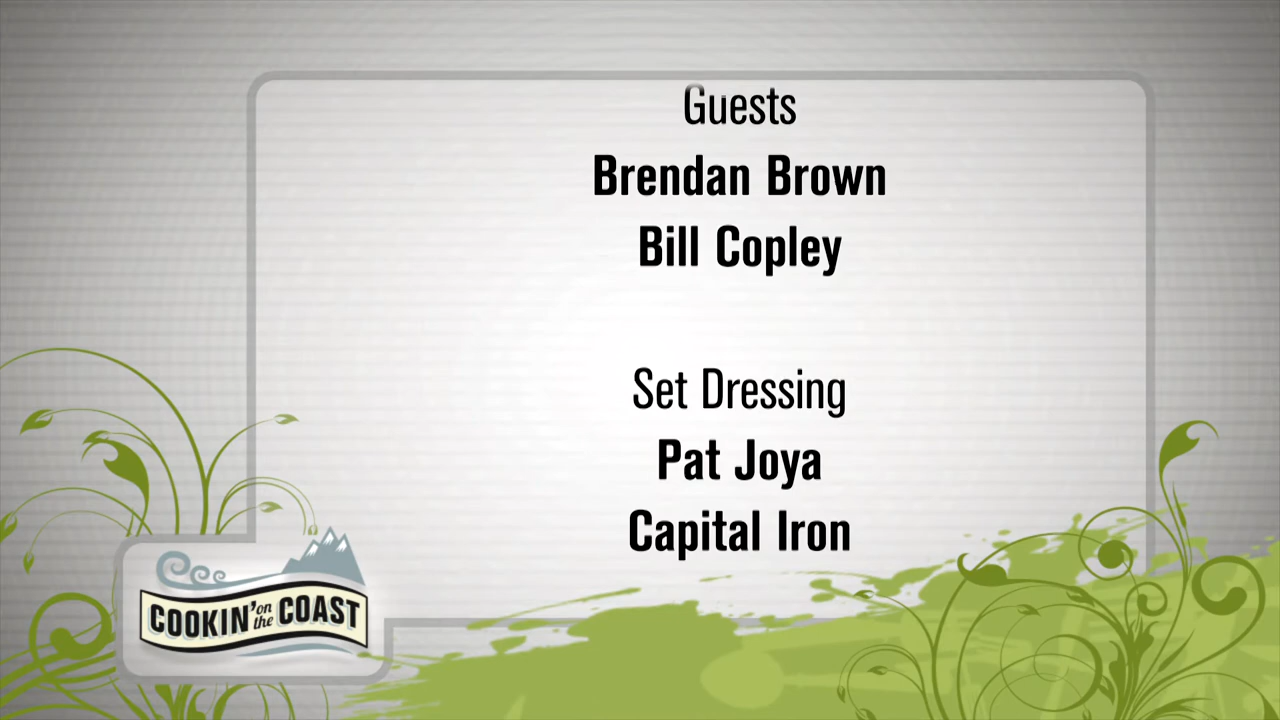 Guests
Brendan Brown
Bill Copley
Set Dressing
Pat Joya
Capital Iron
COOKIN' on the COAST